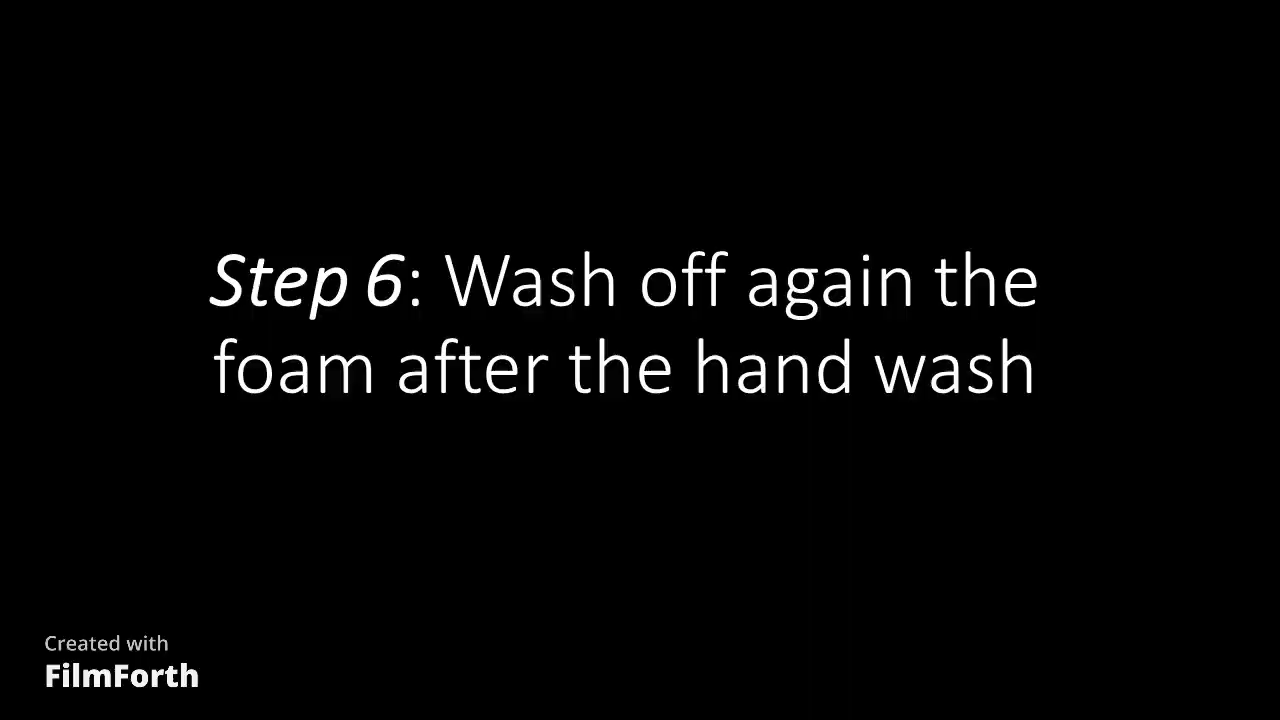 Step 6: Wash off again the
foam after the hand wash
Created with
FilmForth